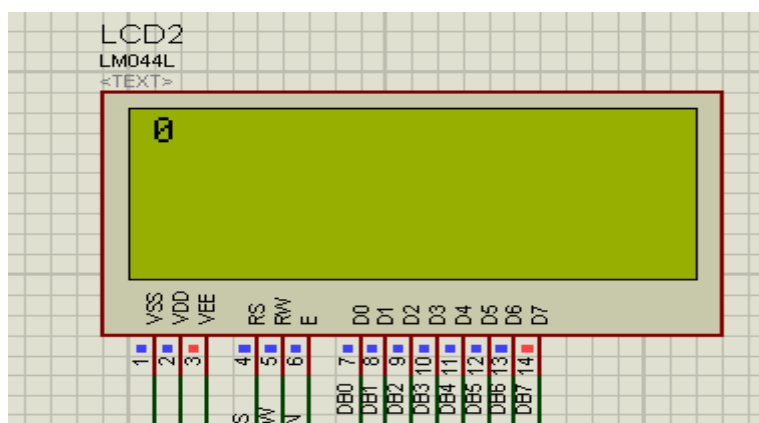 LCD2
LM044L
<TEXT>
0
VSS
VDD
VEE
RS
RW
E
D0
D1
D2
D3
D4
D5
D6
D7
1
2
3
4
5
6
7
8
9
10
11
12
13
14
DB0
DB1
DB2
DB3
DB4
DB5
DB6
DB7